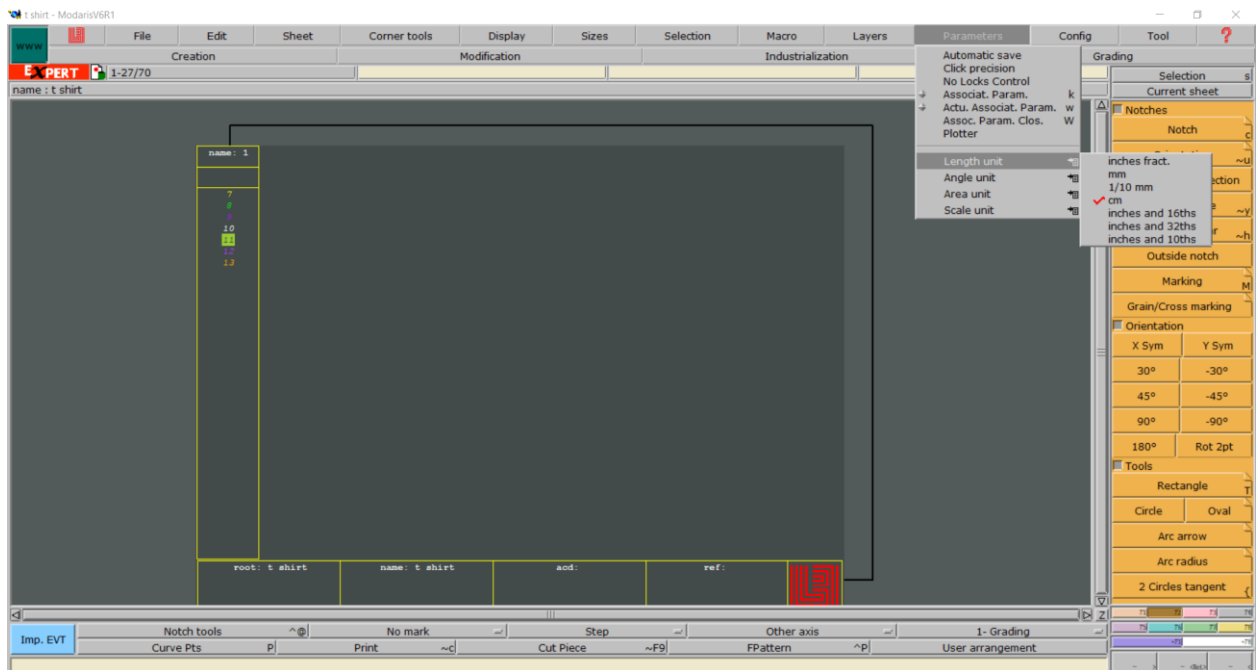 t shirt - ModarisV6R1
www File Edit Sheet Corner tools Display Sizes Selection Macro Layers Parameters Config Tool ?
Creation Modification Industrialization Grading
EXPERT 1-27/70
name : t shirt
Automatic save
Click precision
No Locks Control
Associat. Param. k
Actu. Associat. Param. w
Assoc. Param. Clos. W
Plotter
Length unit
Angle unit
Area unit
Scale unit
inches fract.
mm
1/10 mm
cm
inches and 16ths
inches and 32ths
inches and 10ths
Selection s
Current sheet
Notches
Notch c
~u
ection
~y
r ~h
Outside notch
Marking M
Grain/Cross marking
Orientation
X Sym Y Sym
30° -30°
45° -45°
90° -90°
180° Rot 2pt
Tools
Rectangle T
Circle Oval
Arc arrow
Arc radius
2 Circles tangent {
name: 1
7
10
11
12
13
root: t shirt name: t shirt acd: ref:
Z
Imp. EVT
Notch tools ^@ No mark Step Other axis 1- Grading
Curve Pts P Print ~c Cut Piece ~F9 FPattern ^P User arrangement